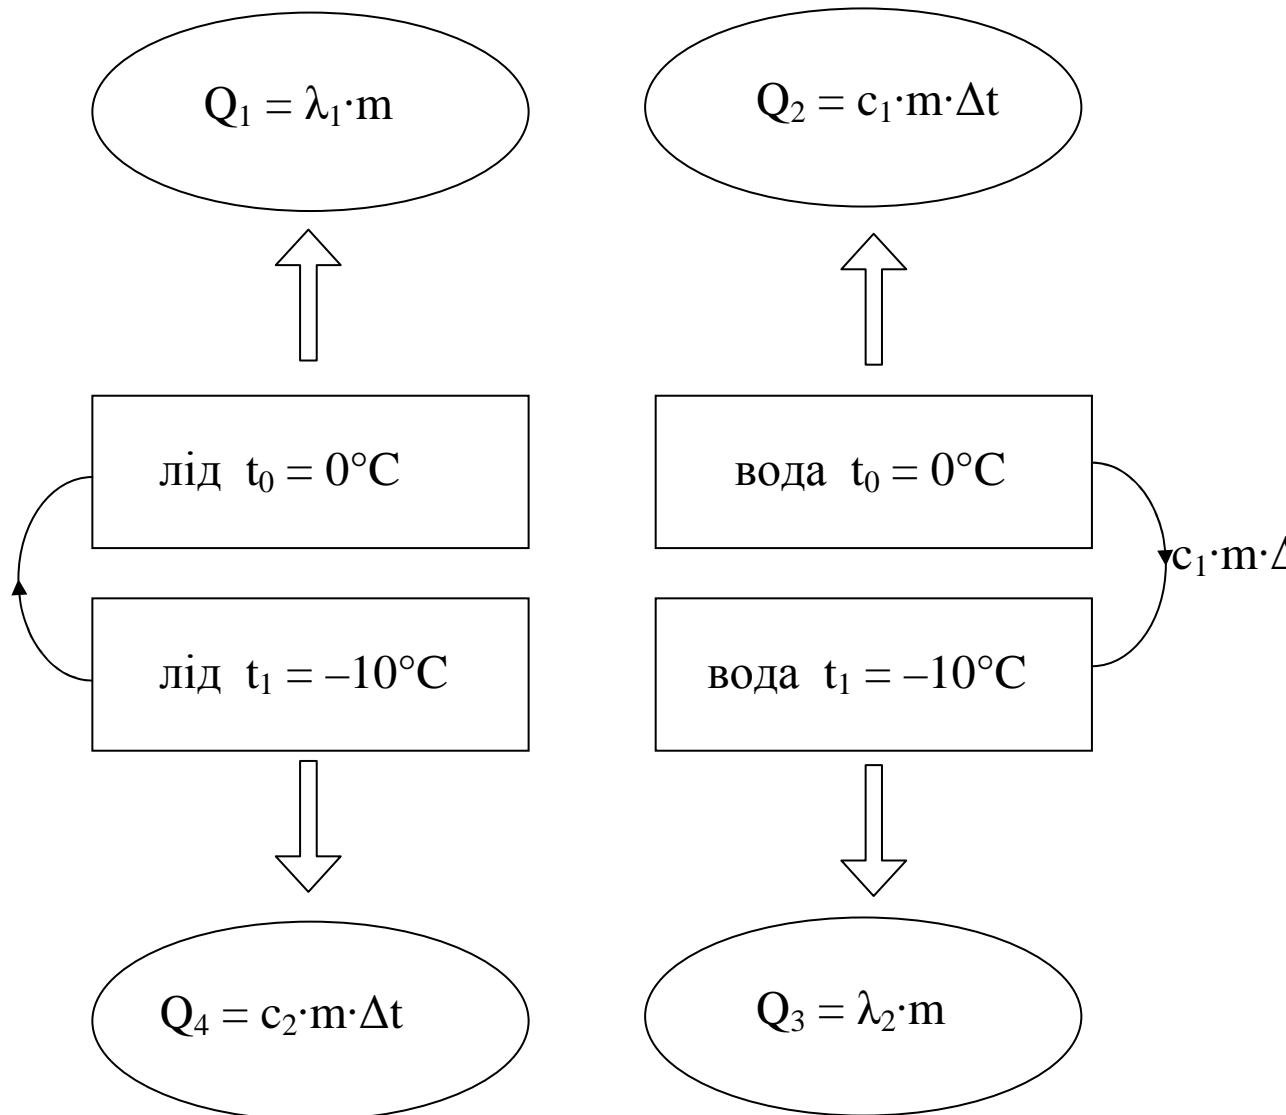 Q₁ = λ₁·m
Q₂ = c₁·m·Δt
лід t₀ = 0°C
вода t₀ = 0°C
c₁·m·Δ
лід t₁ = –10°C
вода t₁ = –10°C
Q₄ = c₂·m·Δt
Q₃ = λ₂·m